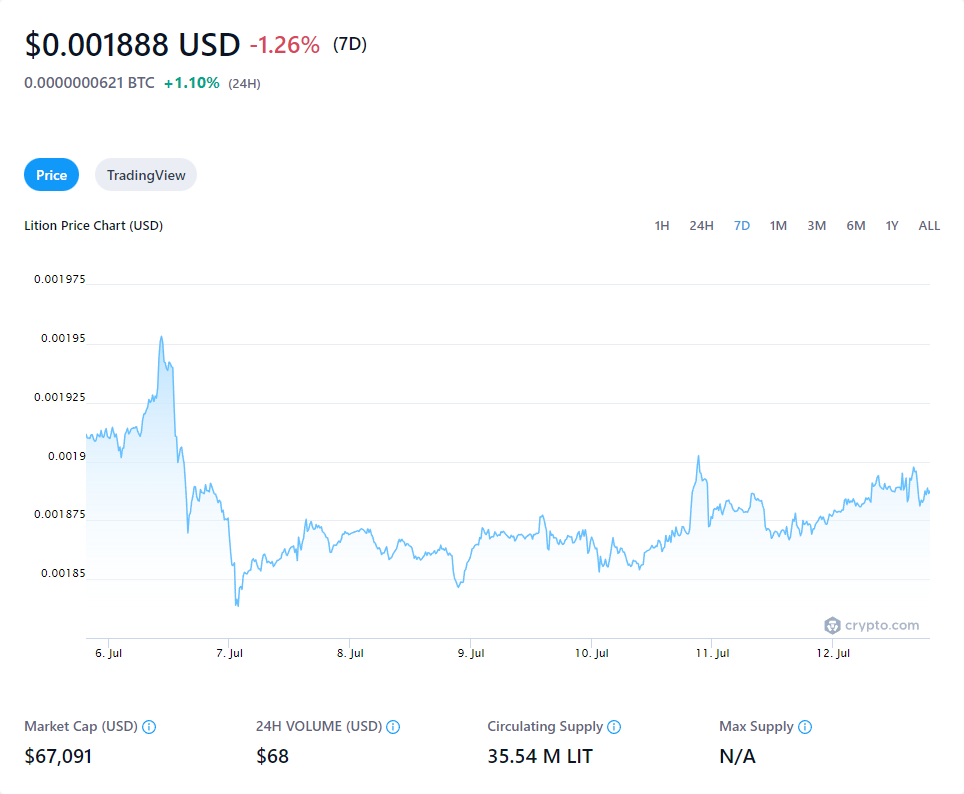 $0.001888 USD -1.26% (7D)
0.0000000621 BTC +1.10% (24H)
Price TradingView
Lition Price Chart (USD) 1H 24H 7D 1M 3M 6M 1Y ALL
0.001975
0.00195
0.001925
0.0019
0.001875
0.00185
crypto.com
6. Jul 7. Jul 8. Jul 9. Jul 10. Jul 11. Jul 12. Jul
Market Cap (USD) 24H VOLUME (USD) Circulating Supply Max Supply
$67,091 $68 35.54 M LIT N/A